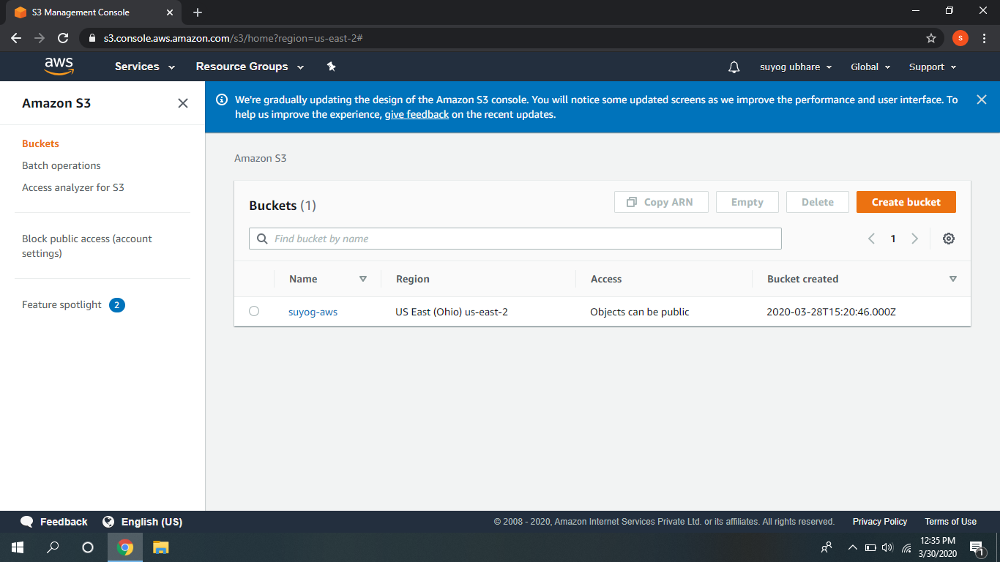 S3 Management Console
s3.console.aws.amazon.com/s3/home?region=us-east-2#
S
aws
Services
Resource Groups
suyog ubhare
Global
Support
Amazon S3
Buckets
Batch operations
Access analyzer for S3
Block public access (account
settings)
Feature spotlight 2
We're gradually updating the design of the Amazon S3 console. You will notice some updated screens as we improve the performance and user interface. To
help us improve the experience, give feedback on the recent updates.
Amazon S3
Buckets (1)
Copy ARN
Empty
Delete
Create bucket
Find bucket by name
1
Name Region Access Bucket created
suyog-aws US East (Ohio) us-east-2 Objects can be public 2020-03-28T15:20:46.000Z
Feedback
English (US)
© 2008 - 2020, Amazon Internet Services Private Ltd. or its affiliates. All rights reserved.
Privacy Policy
Terms of Use
12:35 PM
3/30/2020
1